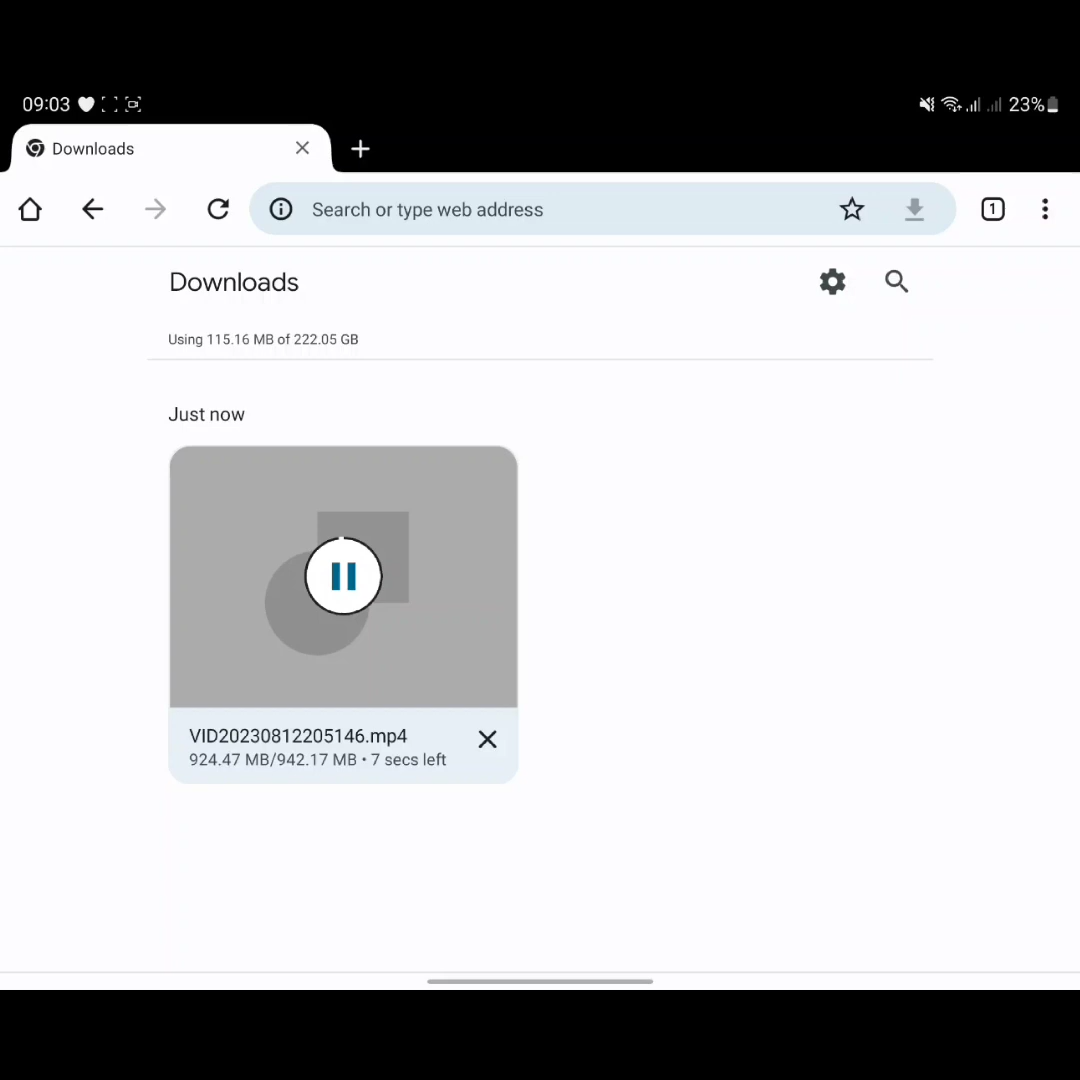 09:03 23%
Downloads
Search or type web address 1
Downloads
Using 115.16 MB of 222.05 GB
Just now
VID20230812205146.mp4
924.47 MB/942.17 MB • 7 secs left